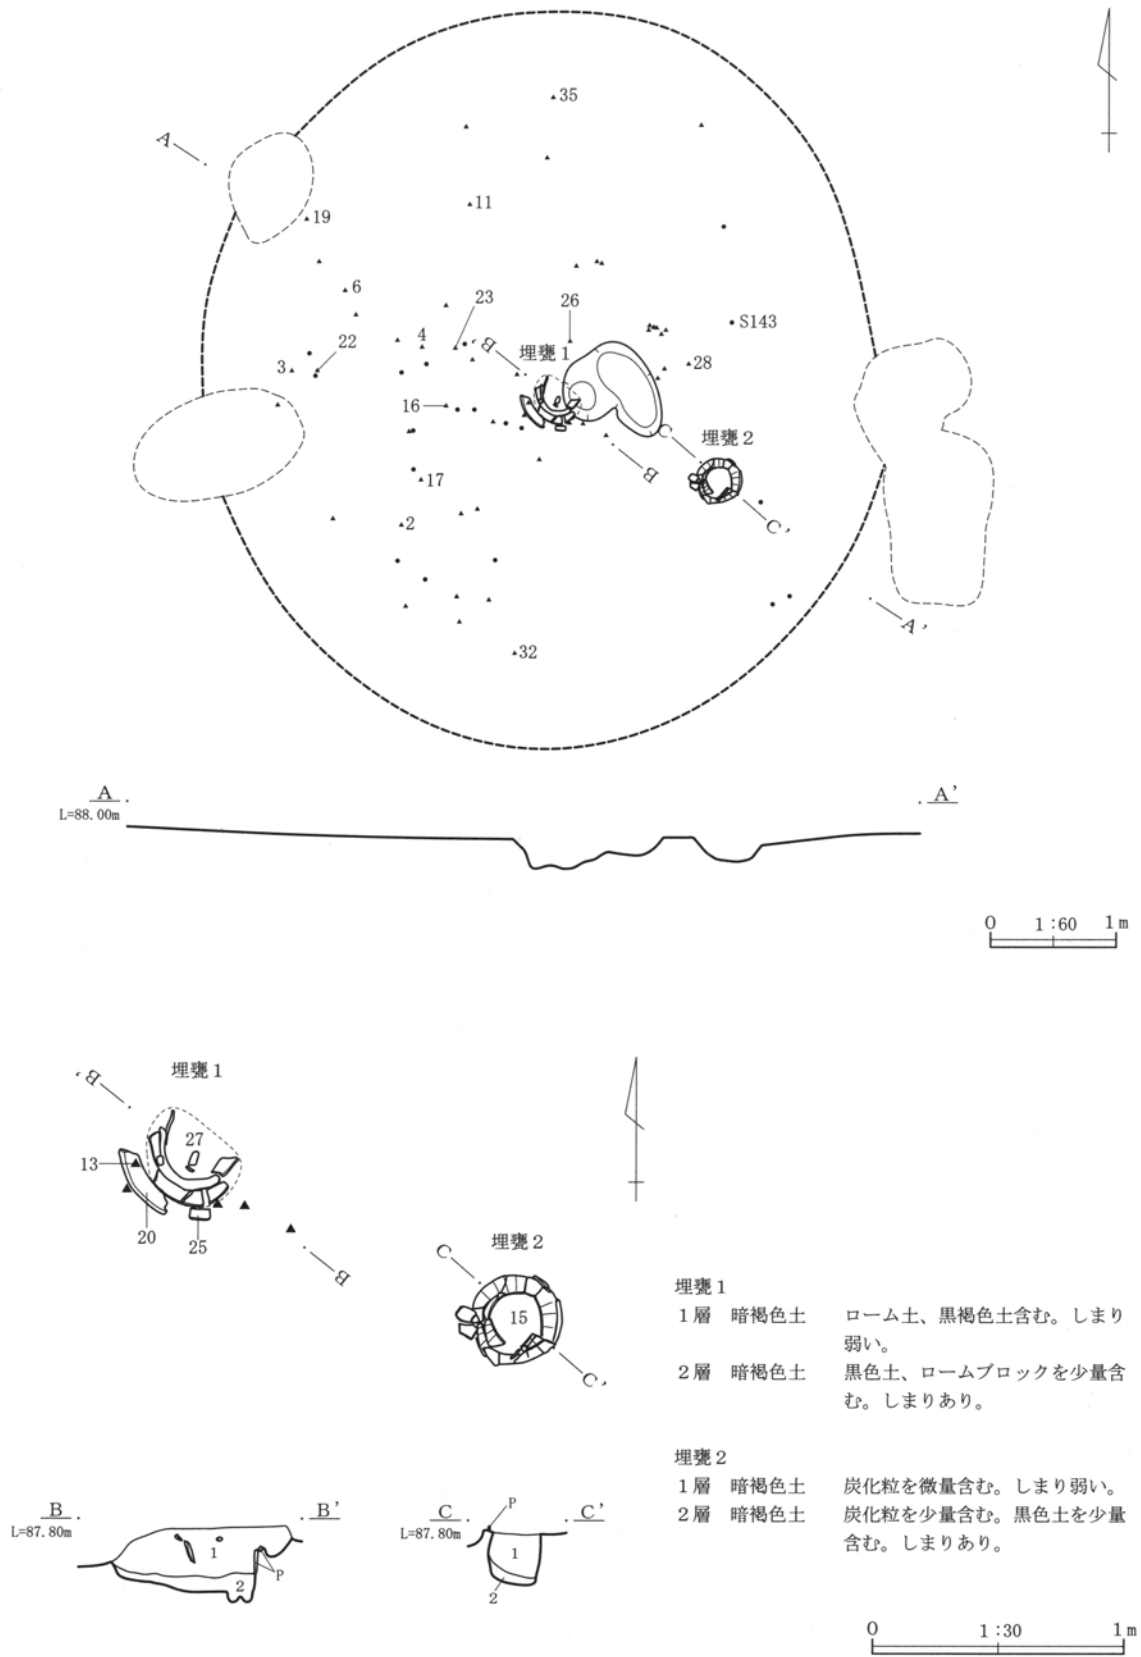 35
A
11
19
6
23
26
S143
4
22
B'
埋甕1
3
28
16
C
埋甕2
B
17
C'
2
A'
32
A
A'
L=88.00m
0 1:60 1m
埋甕1
B'
27
13
20
25
B
埋甕2
C
15
C'
埋甕1
1層 暗褐色土 ローム土、黒褐色土含む。しまり
弱い。
2層 暗褐色土 黒色土、ロームブロックを少量含
む。しまりあり。
埋甕2
1層 暗褐色土 炭化粒を微量含む。しまり弱い。
2層 暗褐色土 炭化粒を少量含む。黒色土を少量
含む。しまりあり。
B
B'
L=87.80m
1
2
P
C
C'
L=87.80m
P
1
2
0 1:30 1m